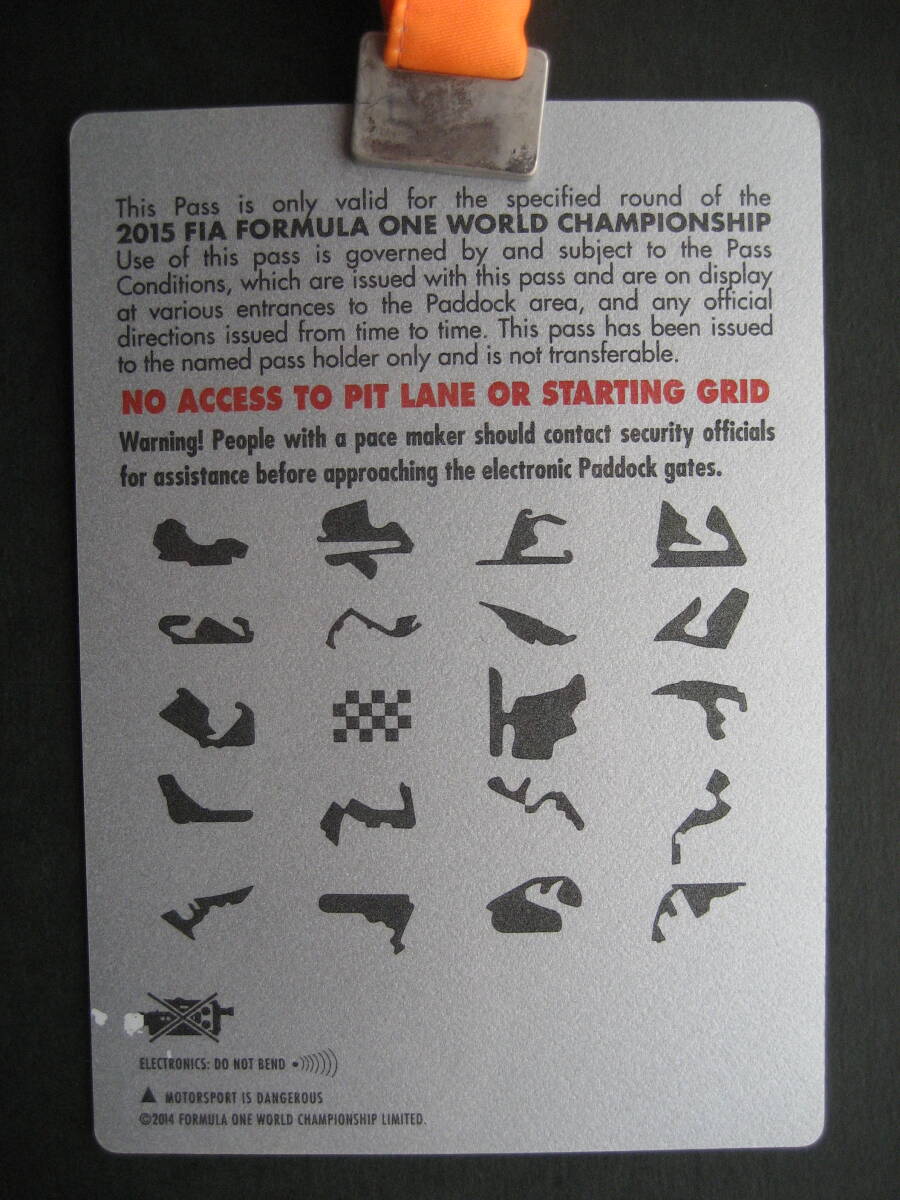 This Pass is only valid for the specified round of the
2015 FIA FORMULA ONE WORLD CHAMPIONSHIP
Use of this pass is governed by and subject to the Pass
Conditions, which are issued with this pass and are on display
at various entrances to the Paddock area, and any official
directions issued from time to time. This pass has been issued
to the named pass holder only and is not transferable.
NO ACCESS TO PIT LANE OR STARTING GRID
Warning! People with a pace maker should contact security officials
for assistance before approaching the electronic Paddock gates.
ELECTRONICS: DO NOT BEND
MOTORSPORT IS DANGEROUS
©2014 FORMULA ONE WORLD CHAMPIONSHIP LIMITED.